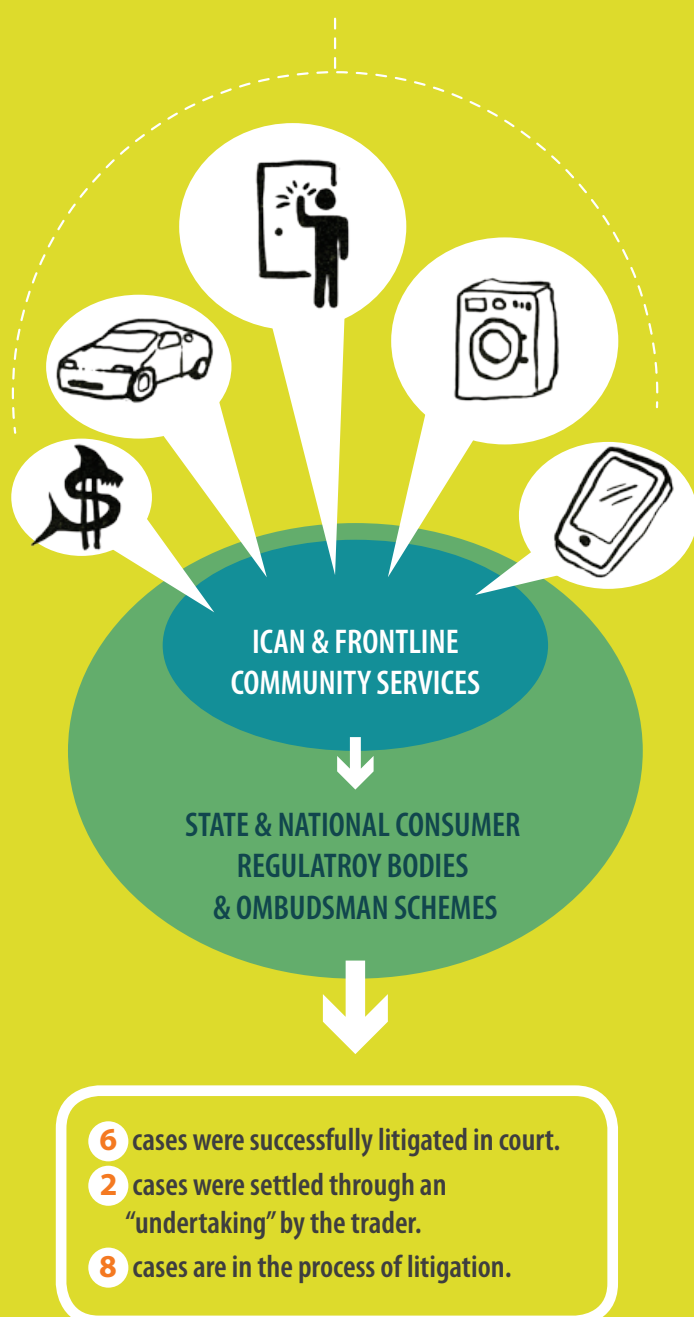 $
ICAN & FRONTLINE
COMMUNITY SERVICES
STATE & NATIONAL CONSUMER
REGULATROY BODIES
& OMBUDSMAN SCHEMES
6 cases were successfully litigated in court.
2 cases were settled through an
“undertaking” by the trader.
8 cases are in the process of litigation.